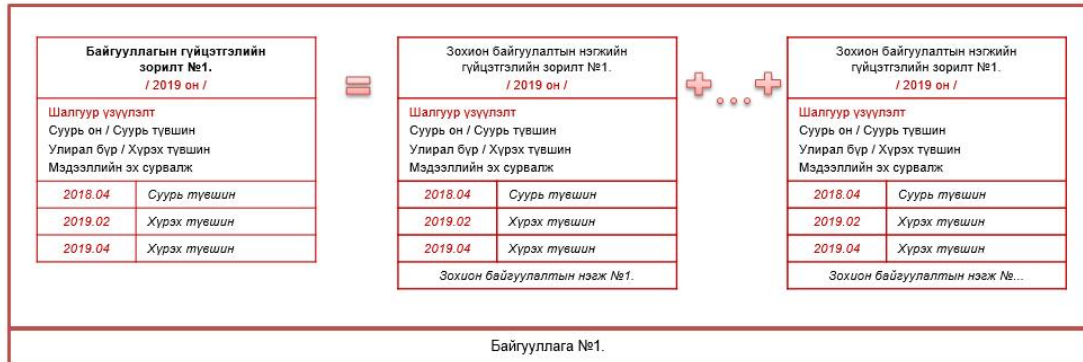 Байгууллагын гүйцэтгэлийн
зорилт №1.
/ 2019 он /
Шалгуур үзүүлэлт
Суурь он / Суурь түвшин
Улирал бүр / Хүрэх түвшин
Мэдээллийн эх сурвалж
2018.04 Суурь түвшин
2019.02 Хүрэх түвшин
2019.04 Хүрэх түвшин
=
Зохион байгуулалтын нэгжийн
гүйцэтгэлийн зорилт №1.
/ 2019 он /
Шалгуур үзүүлэлт
Суурь он / Суурь түвшин
Улирал бүр / Хүрэх түвшин
Мэдээллийн эх сурвалж
2018.04 Суурь түвшин
2019.02 Хүрэх түвшин
2019.04 Хүрэх түвшин
Зохион байгуулалтын нэгж №1.
+...+
Зохион байгуулалтын нэгжийн
гүйцэтгэлийн зорилт №1.
/ 2019 он /
Шалгуур үзүүлэлт
Суурь он / Суурь түвшин
Улирал бүр / Хүрэх түвшин
Мэдээллийн эх сурвалж
2018.04 Суурь түвшин
2019.02 Хүрэх түвшин
2019.04 Хүрэх түвшин
Зохион байгуулалтын нэгж №...
Байгууллага №1.